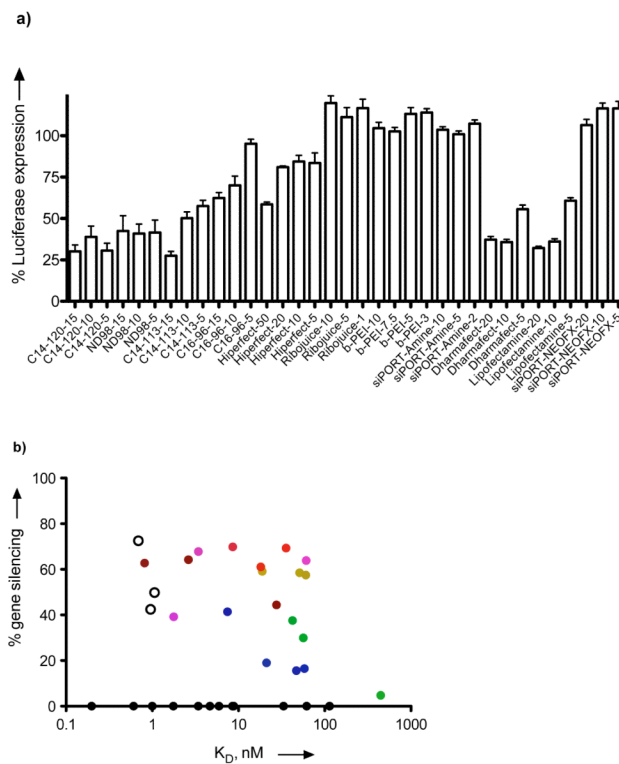 a)
% Luciferase expression
100
75
50
25
0
C14-120-15
C14-120-10
C14-120-5
ND98-15
ND98-10
ND98-5
C14-113-15
C14-113-10
C14-113-5
C16-96-15
C16-96-10
C16-96-5
Hiperfect-50
Hiperfect-20
Hiperfect-10
Hiperfect-5
Ribojuice-10
Ribojuice-5
Ribojuice-1
b-PEI-10
b-PEI-7.5
b-PEI-5
b-PEI-3
siPORT-Amine-10
siPORT-Amine-5
siPORT-Amine-2
Dharmafect-20
Dharmafect-10
Dharmafect-5
Lipofectamine-20
Lipofectamine-10
Lipofectamine-5
siPORT-NEOFX-20
siPORT-NEOFX-10
siPORT-NEOFX-5
b)
% gene silencing
100
80
60
40
20
0
0.1 1 10 100 1000
K_D, nM